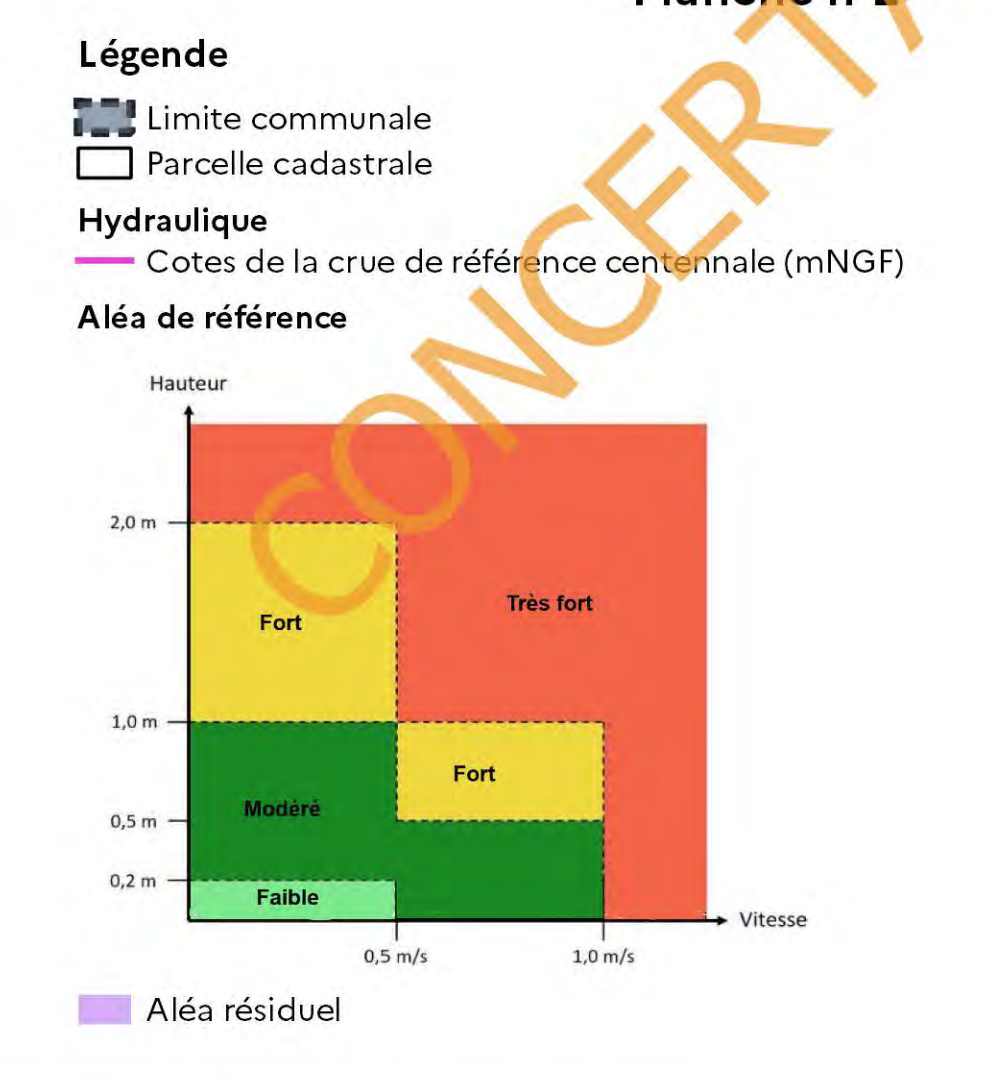 Légende
Limite communale
Parcelle cadastrale
Hydraulique
Cotes de la crue de référence centennale (mNGF)
Aléa de référence
Hauteur
2,0 m
Très fort
Fort
1,0 m
Fort
Modéré
0,5 m
0,2 m
Faible
Vitesse
0,5 m/s
1,0 m/s
Aléa résiduel